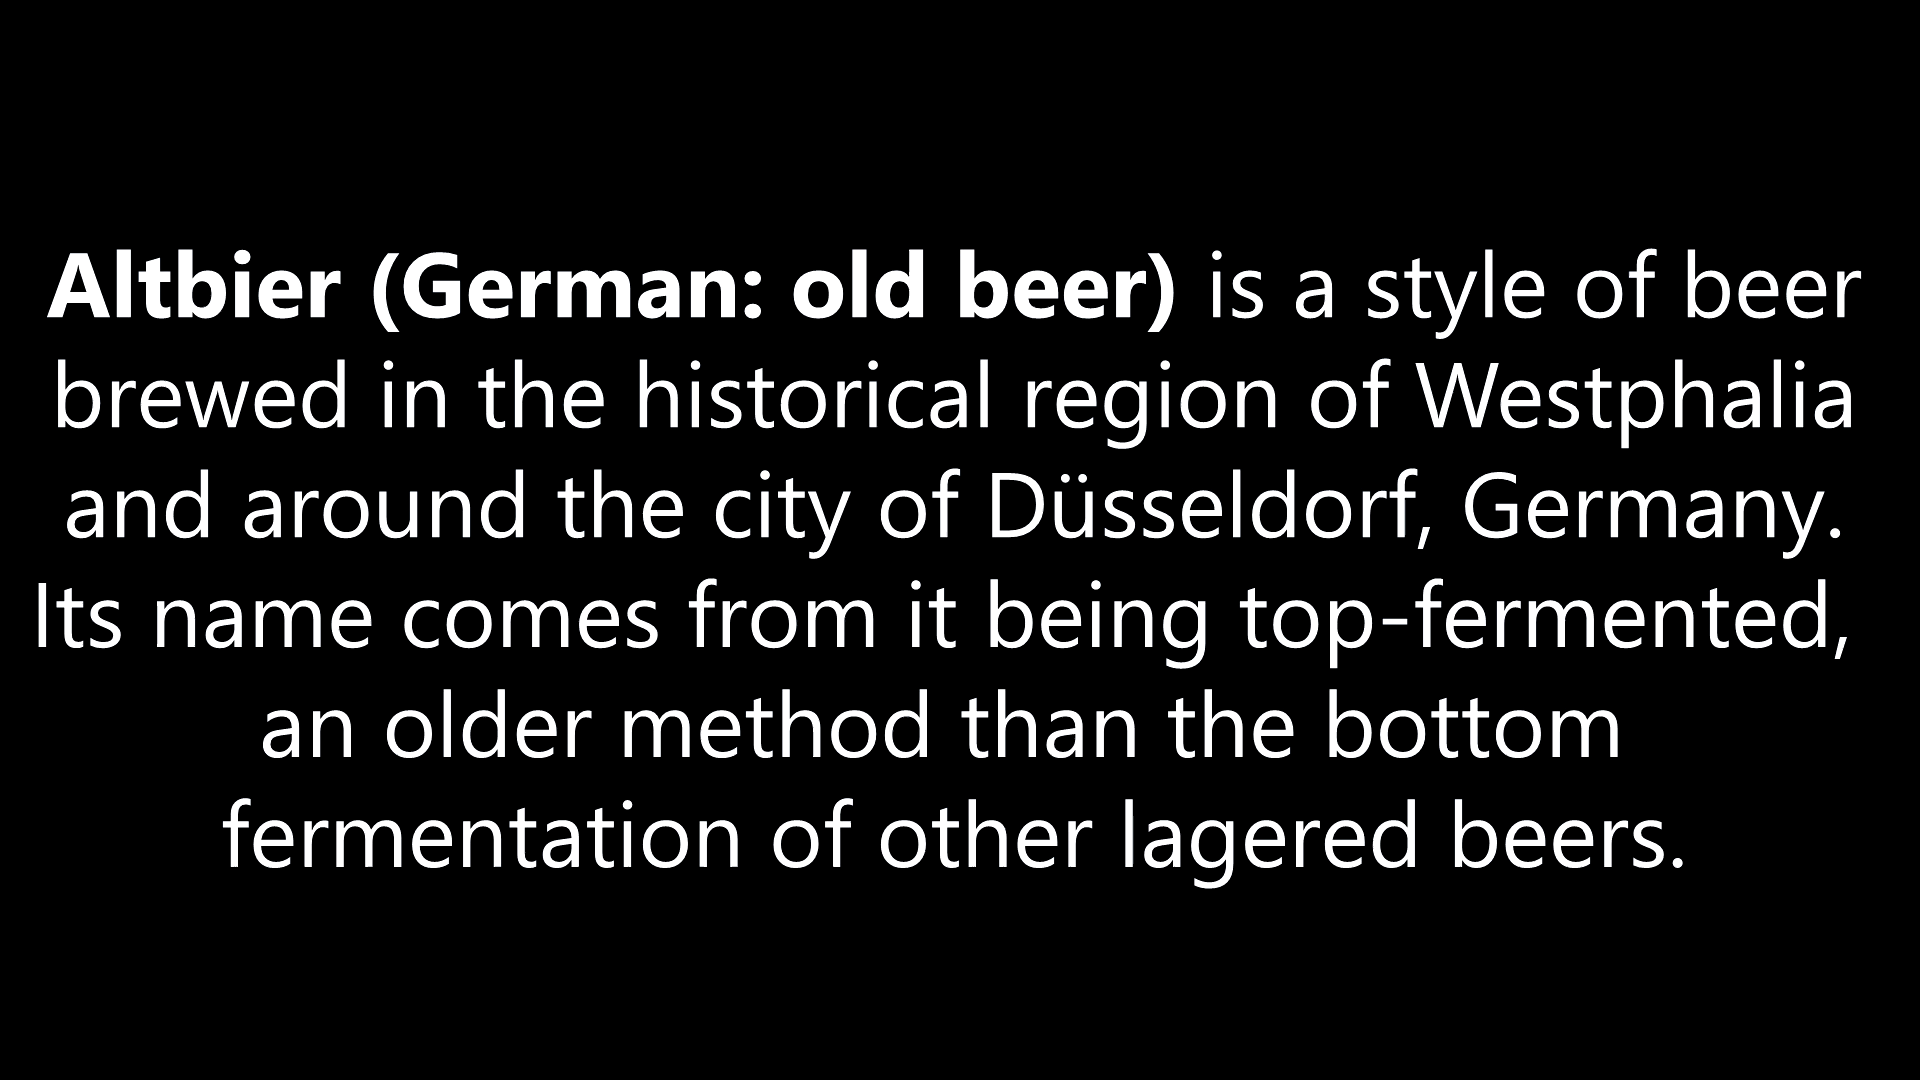 Altbier (German: old beer) is a style of beer
brewed in the historical region of Westphalia
and around the city of Düsseldorf, Germany.
Its name comes from it being top-fermented,
an older method than the bottom
fermentation of other lagered beers.